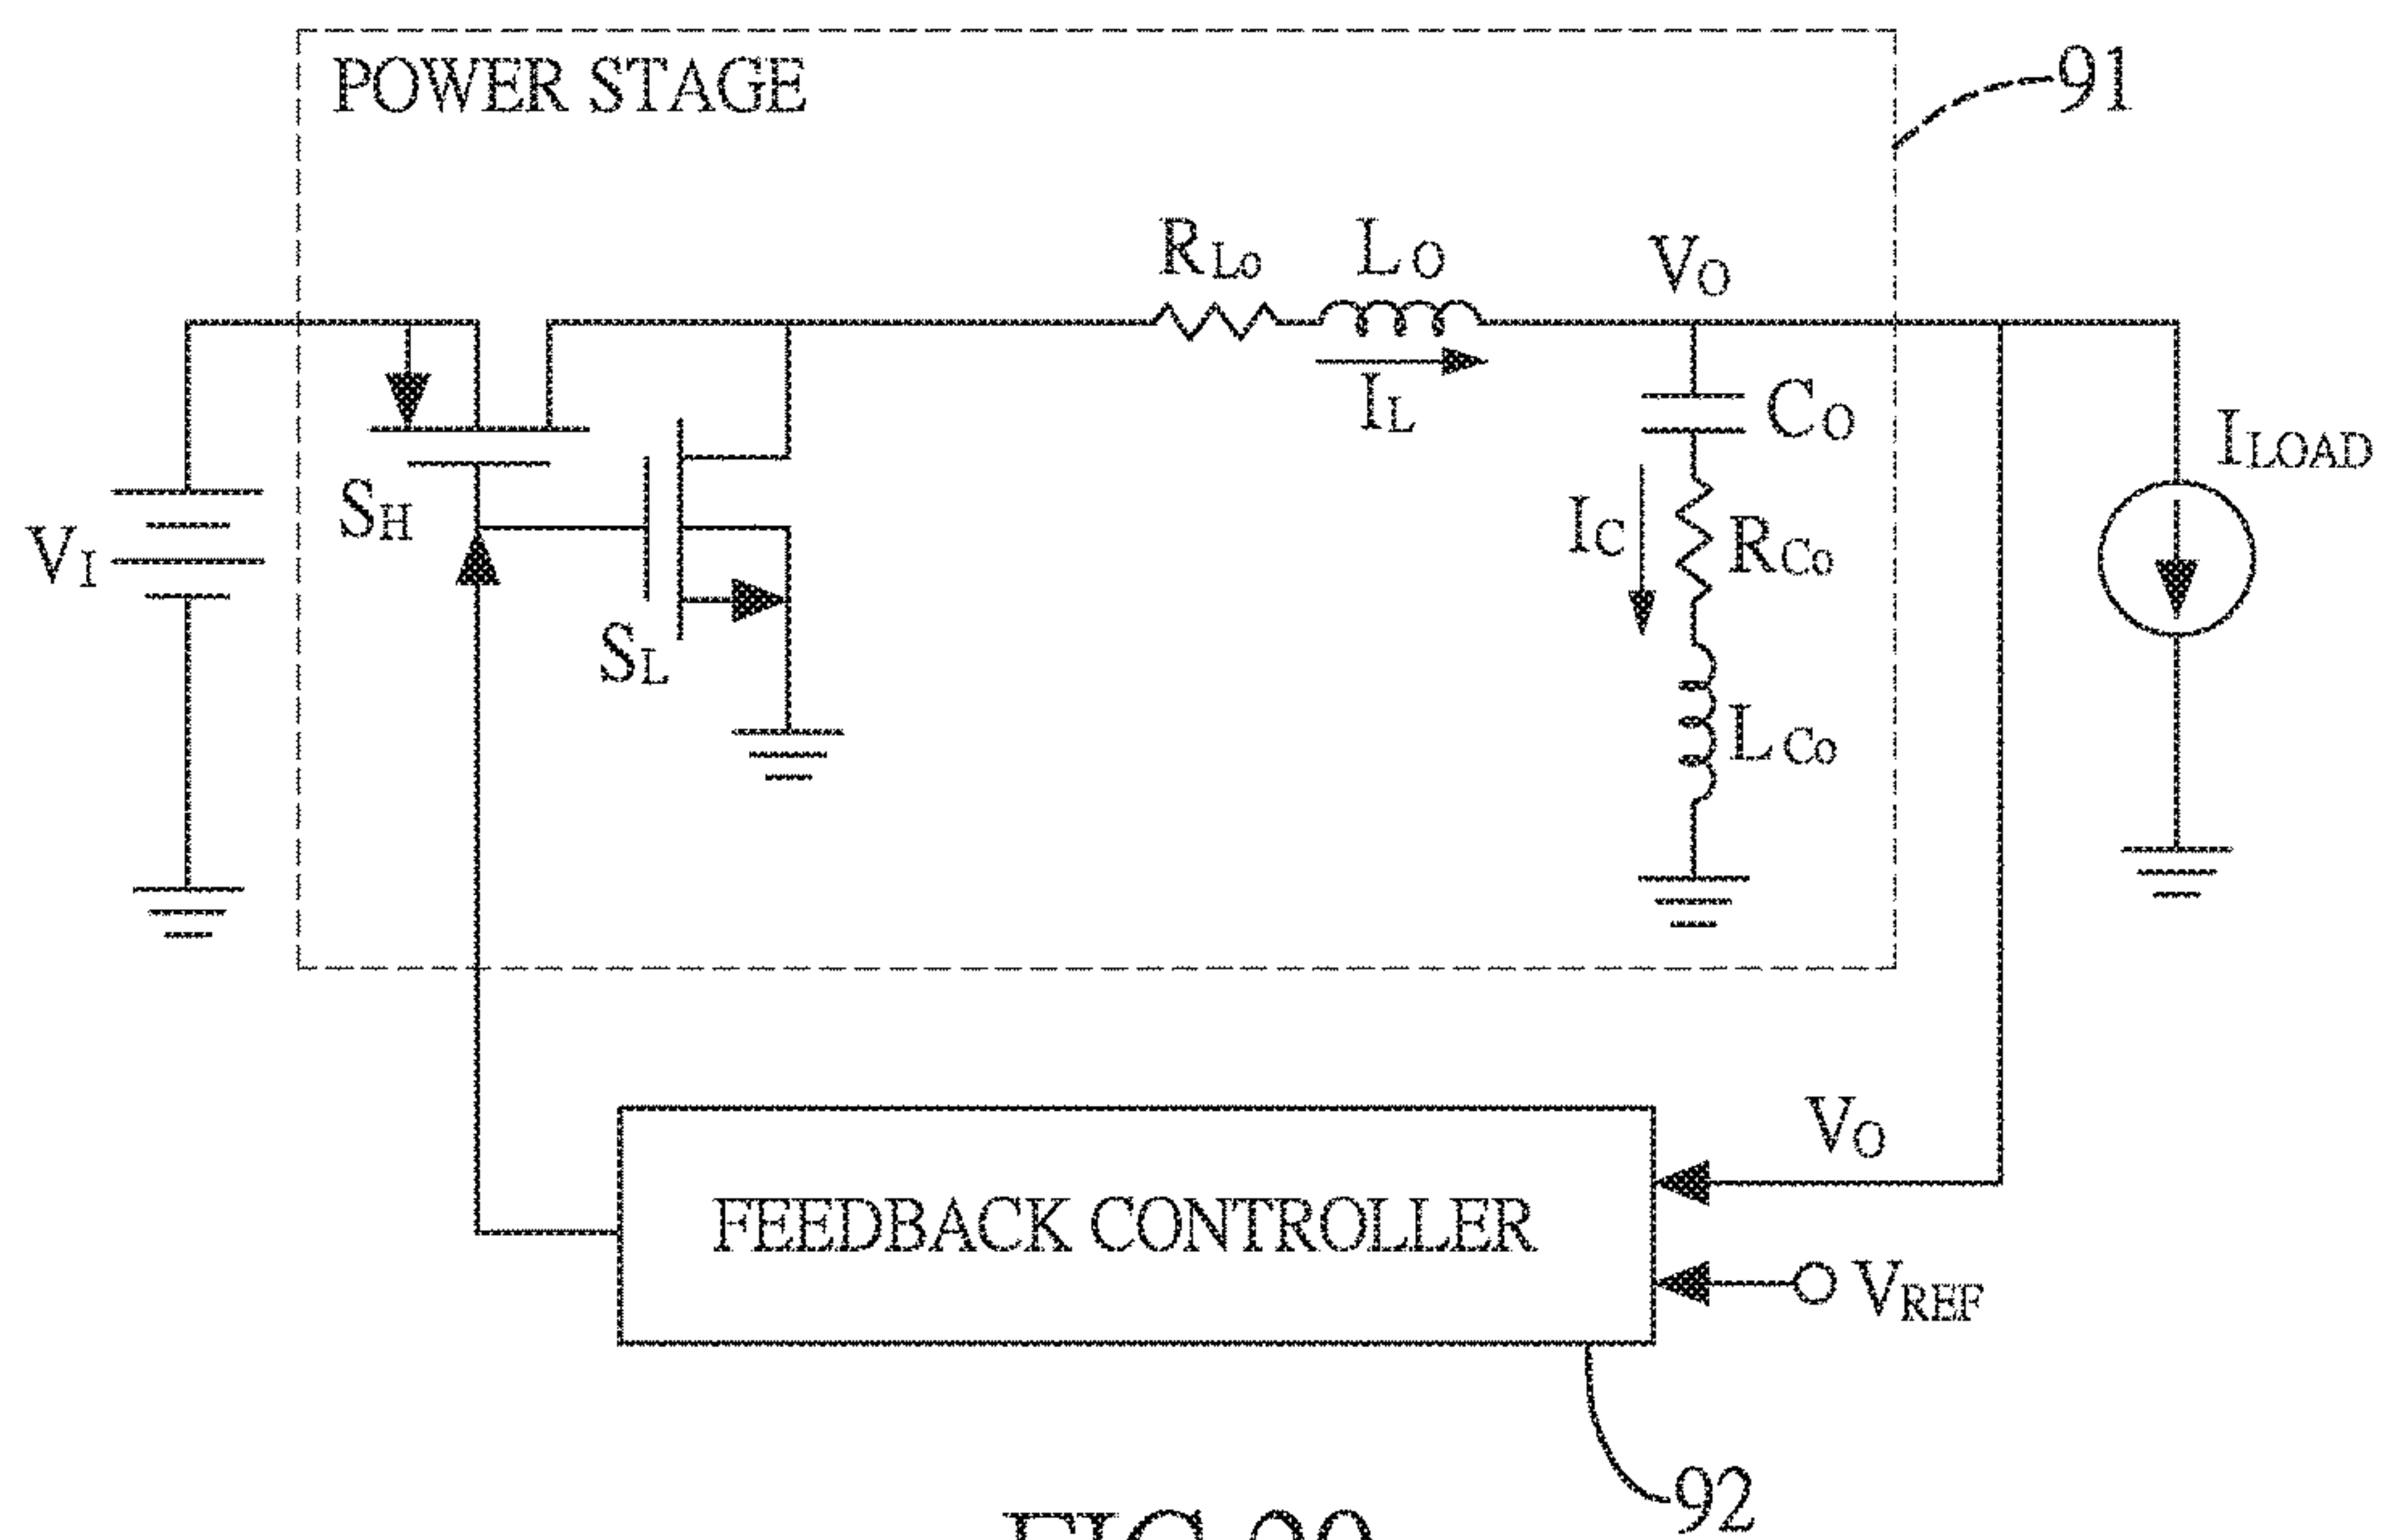 POWER STAGE
91
RLo
LO
VO
IL
CO
ILOAD
SH
VI
IC
RCo
SL
LCo
VO
FEEDBACK CONTROLLER
VREF
92